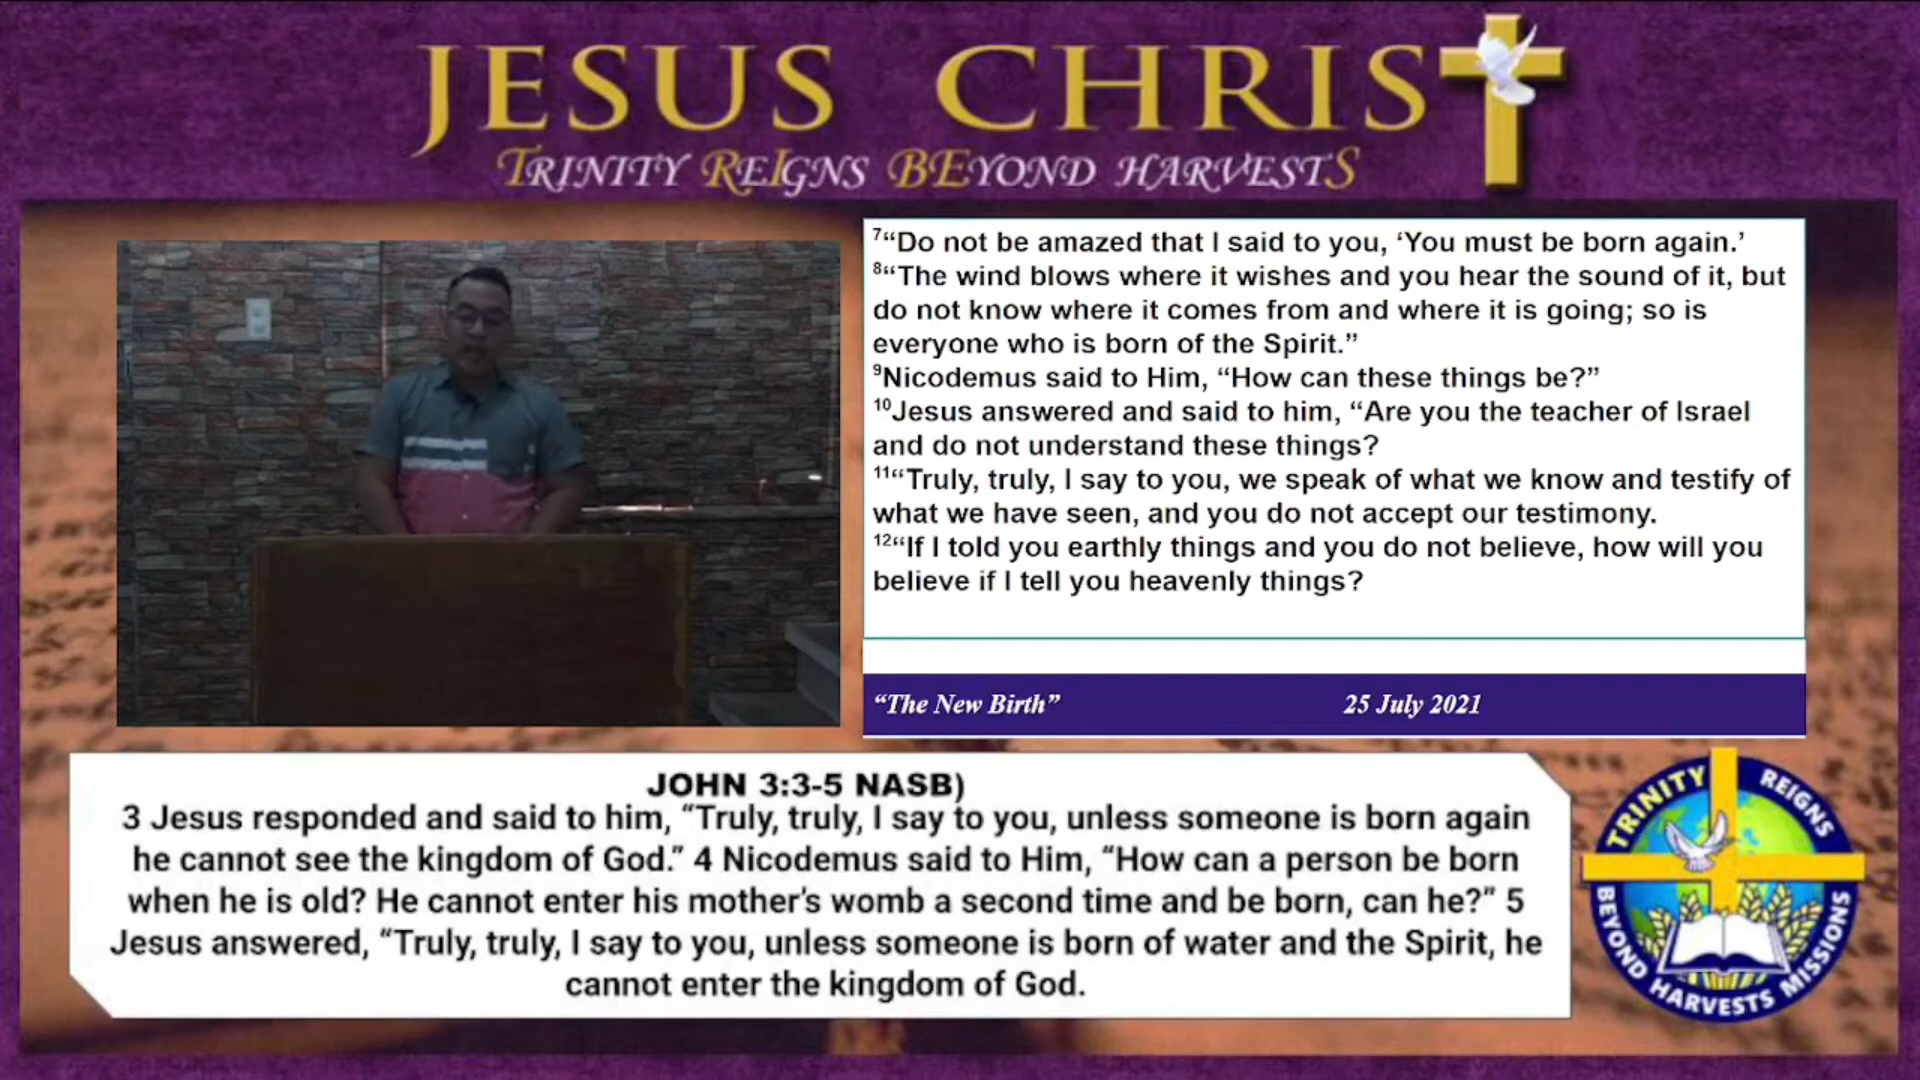 JESUS CHRIST
TRINITY REIGNS BEYOND HARVESTS
7“Do not be amazed that I said to you, ‘You must be born again.’
8“The wind blows where it wishes and you hear the sound of it, but
do not know where it comes from and where it is going; so is
everyone who is born of the Spirit.”
9Nicodemus said to Him, “How can these things be?”
10Jesus answered and said to him, “Are you the teacher of Israel
and do not understand these things?
11“Truly, truly, I say to you, we speak of what we know and testify of
what we have seen, and you do not accept our testimony.
12“If I told you earthly things and you do not believe, how will you
believe if I tell you heavenly things?
“The New Birth” 25 July 2021
JOHN 3:3-5 NASB)
3 Jesus responded and said to him, “Truly, truly, I say to you, unless someone is born again
he cannot see the kingdom of God.” 4 Nicodemus said to Him, “How can a person be born
when he is old? He cannot enter his mother’s womb a second time and be born, can he?” 5
Jesus answered, “Truly, truly, I say to you, unless someone is born of water and the Spirit, he
cannot enter the kingdom of God.
TRINITY REIGNS
BEYOND HARVESTS MISSIONS